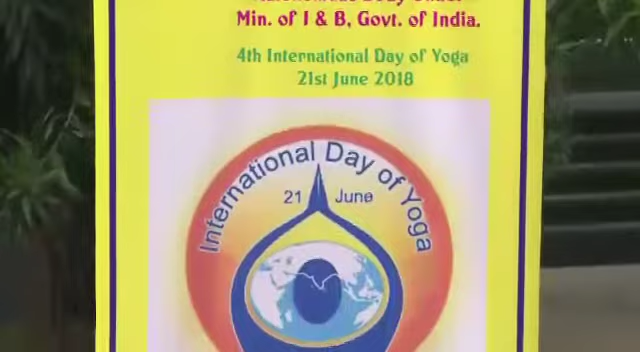 Min. of I & B, Govt. of India.
4th International Day of Yoga
21st June 2018
International Day of Yoga
21 June